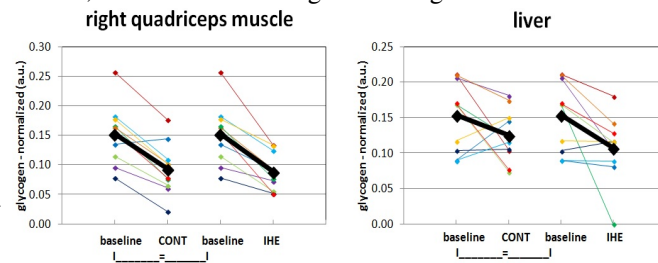 right quadriceps muscle
glycogen - normalized (a.u.)
0.30
0.25
0.20
0.15
0.10
0.05
0.00
baseline CONT baseline IHE
I_______=_______I
liver
glycogen - normalized (a.u.)
0.25
0.20
0.15
0.10
0.05
0.00
baseline CONT baseline IHE
I_______=_______I